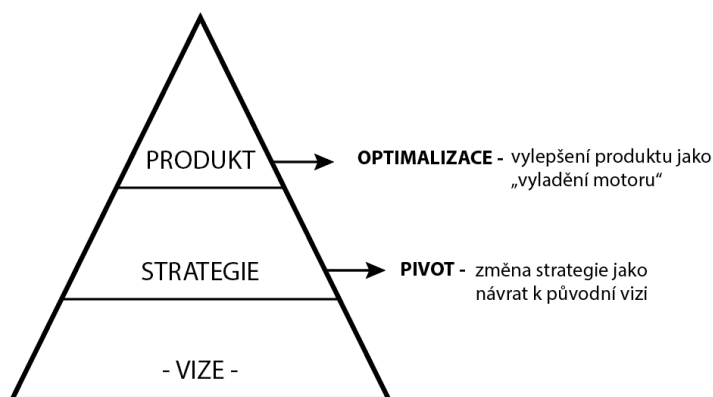 PRODUKT
OPTIMALIZACE - vylepšení produktu jako
„vyladění motoru“
STRATEGIE
PIVOT - změna strategie jako
návrat k původní vizi
- VIZE -